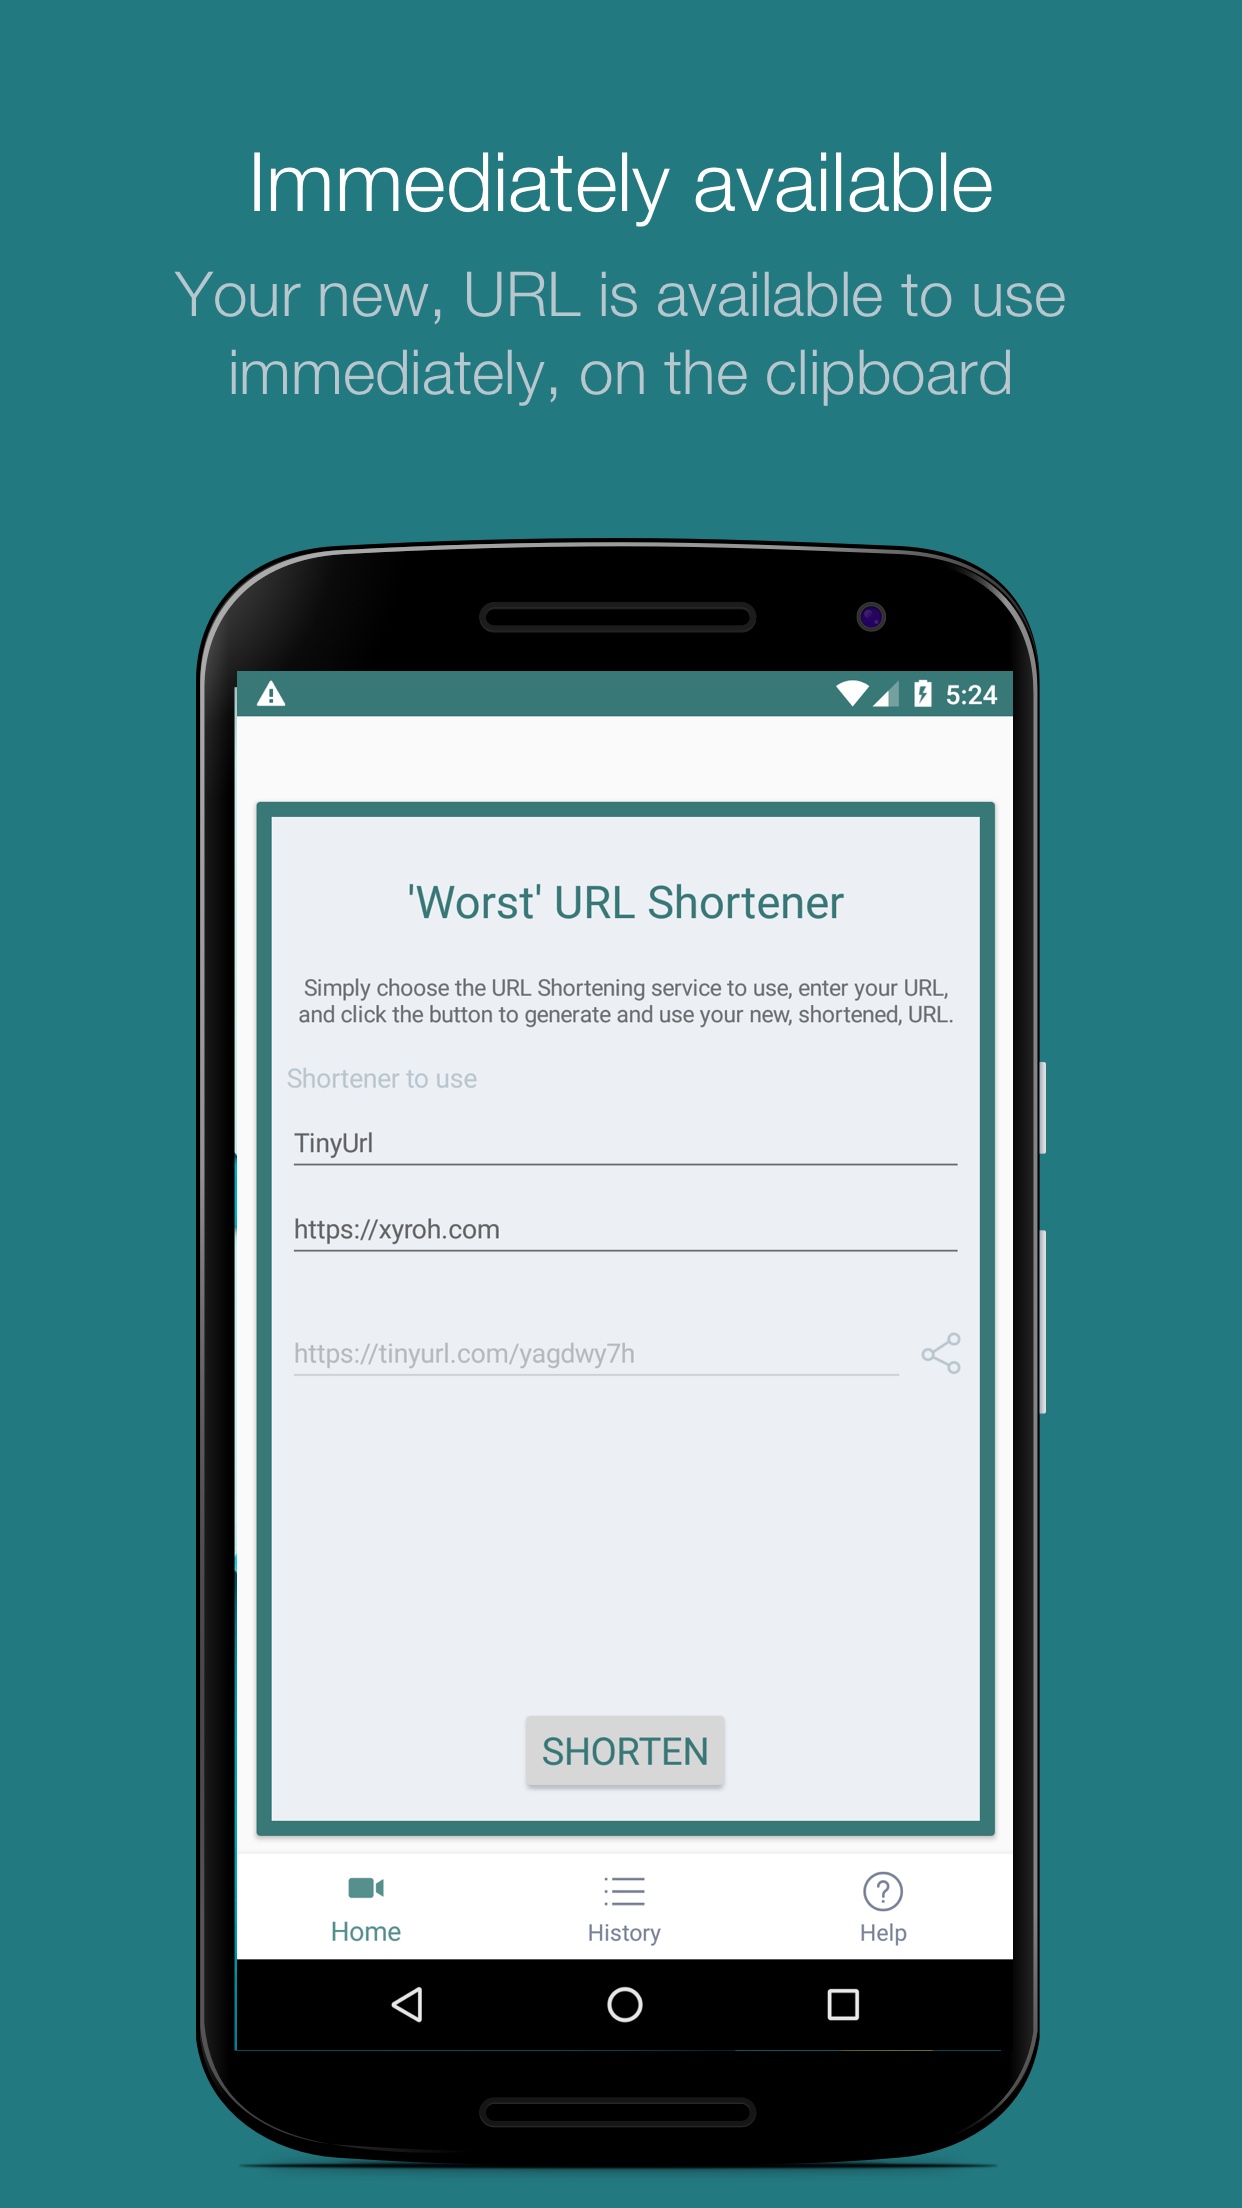 Immediately available
Your new, URL is available to use
immediately, on the clipboard
5:24
'Worst' URL Shortener
Simply choose the URL Shortening service to use, enter your URL,
and click the button to generate and use your new, shortened, URL.
Shortener to use
TinyUrl
https://xyroh.com
https://tinyurl.com/yagdwy7h
SHORTEN
Home
History
Help